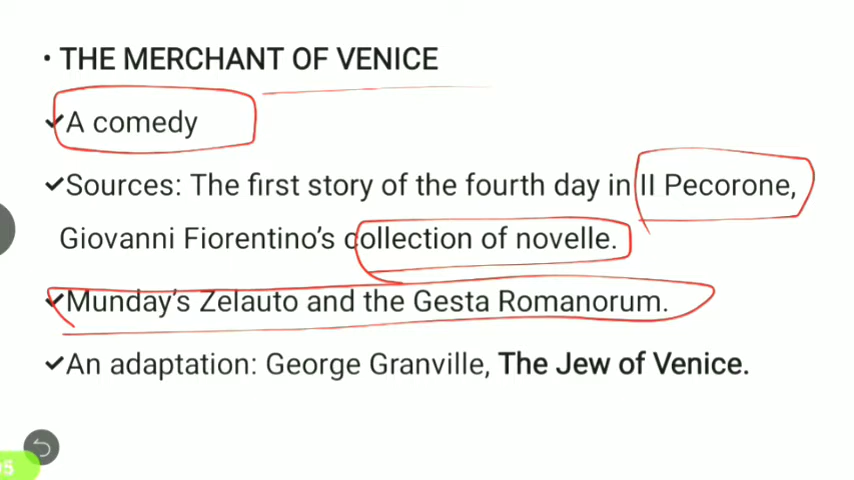 • THE MERCHANT OF VENICE
✓A comedy
✓Sources: The first story of the fourth day in II Pecorone,
Giovanni Fiorentino's collection of novelle.
✓Munday's Zelauto and the Gesta Romanorum.
✓An adaptation: George Granville, The Jew of Venice.